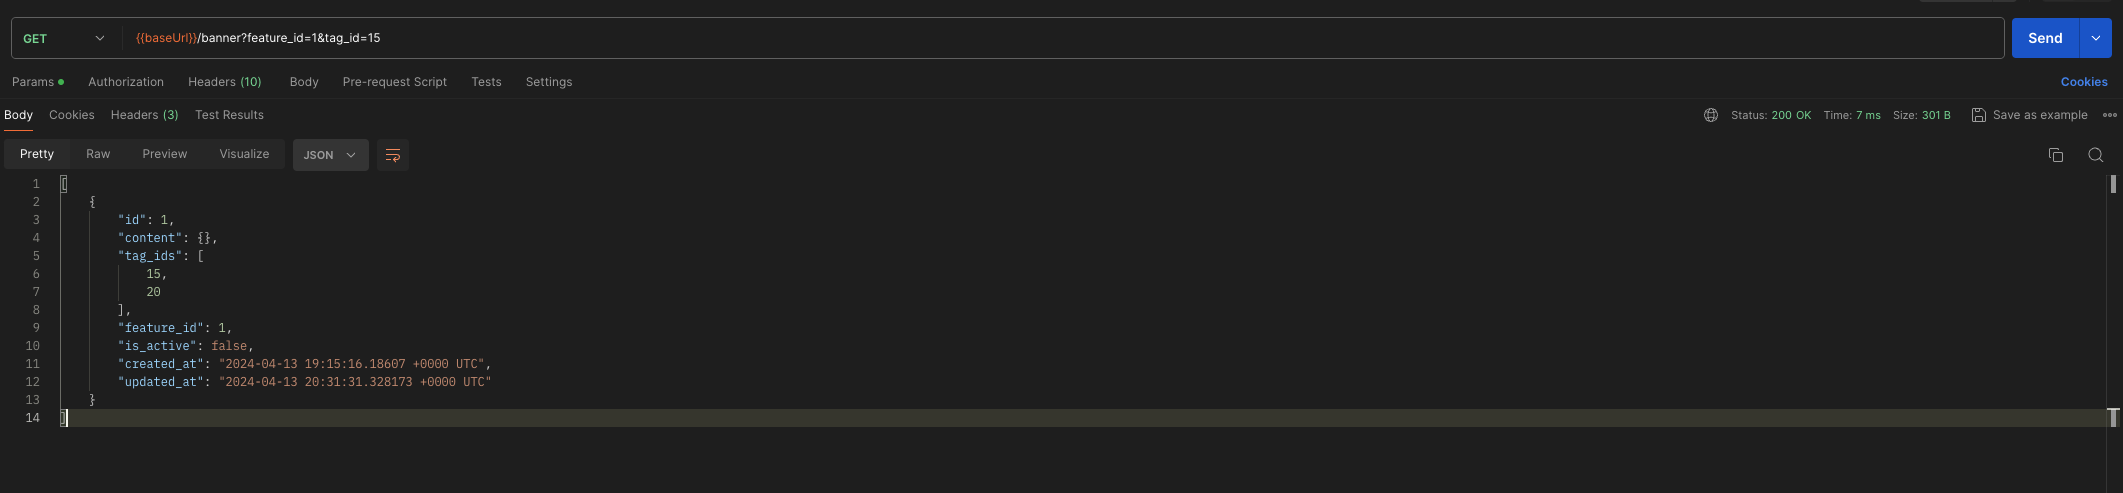 GET {{baseUrl}}/banner?feature_id=1&tag_id=15 Send
Params Authorization Headers (10) Body Pre-request Script Tests Settings Cookies
Body Cookies Headers (3) Test Results Status: 200 OK Time: 7 ms Size: 301 B Save as example
Pretty Raw Preview Visualize JSON
1 [
2 {
3 "id": 1,
4 "content": {},
5 "tag_ids": [
6 15,
7 20
8 ],
9 "feature_id": 1,
10 "is_active": false,
11 "created_at": "2024-04-13 19:15:16.18607 +0000 UTC",
12 "updated_at": "2024-04-13 20:31:31.328173 +0000 UTC"
13 }
14 ]